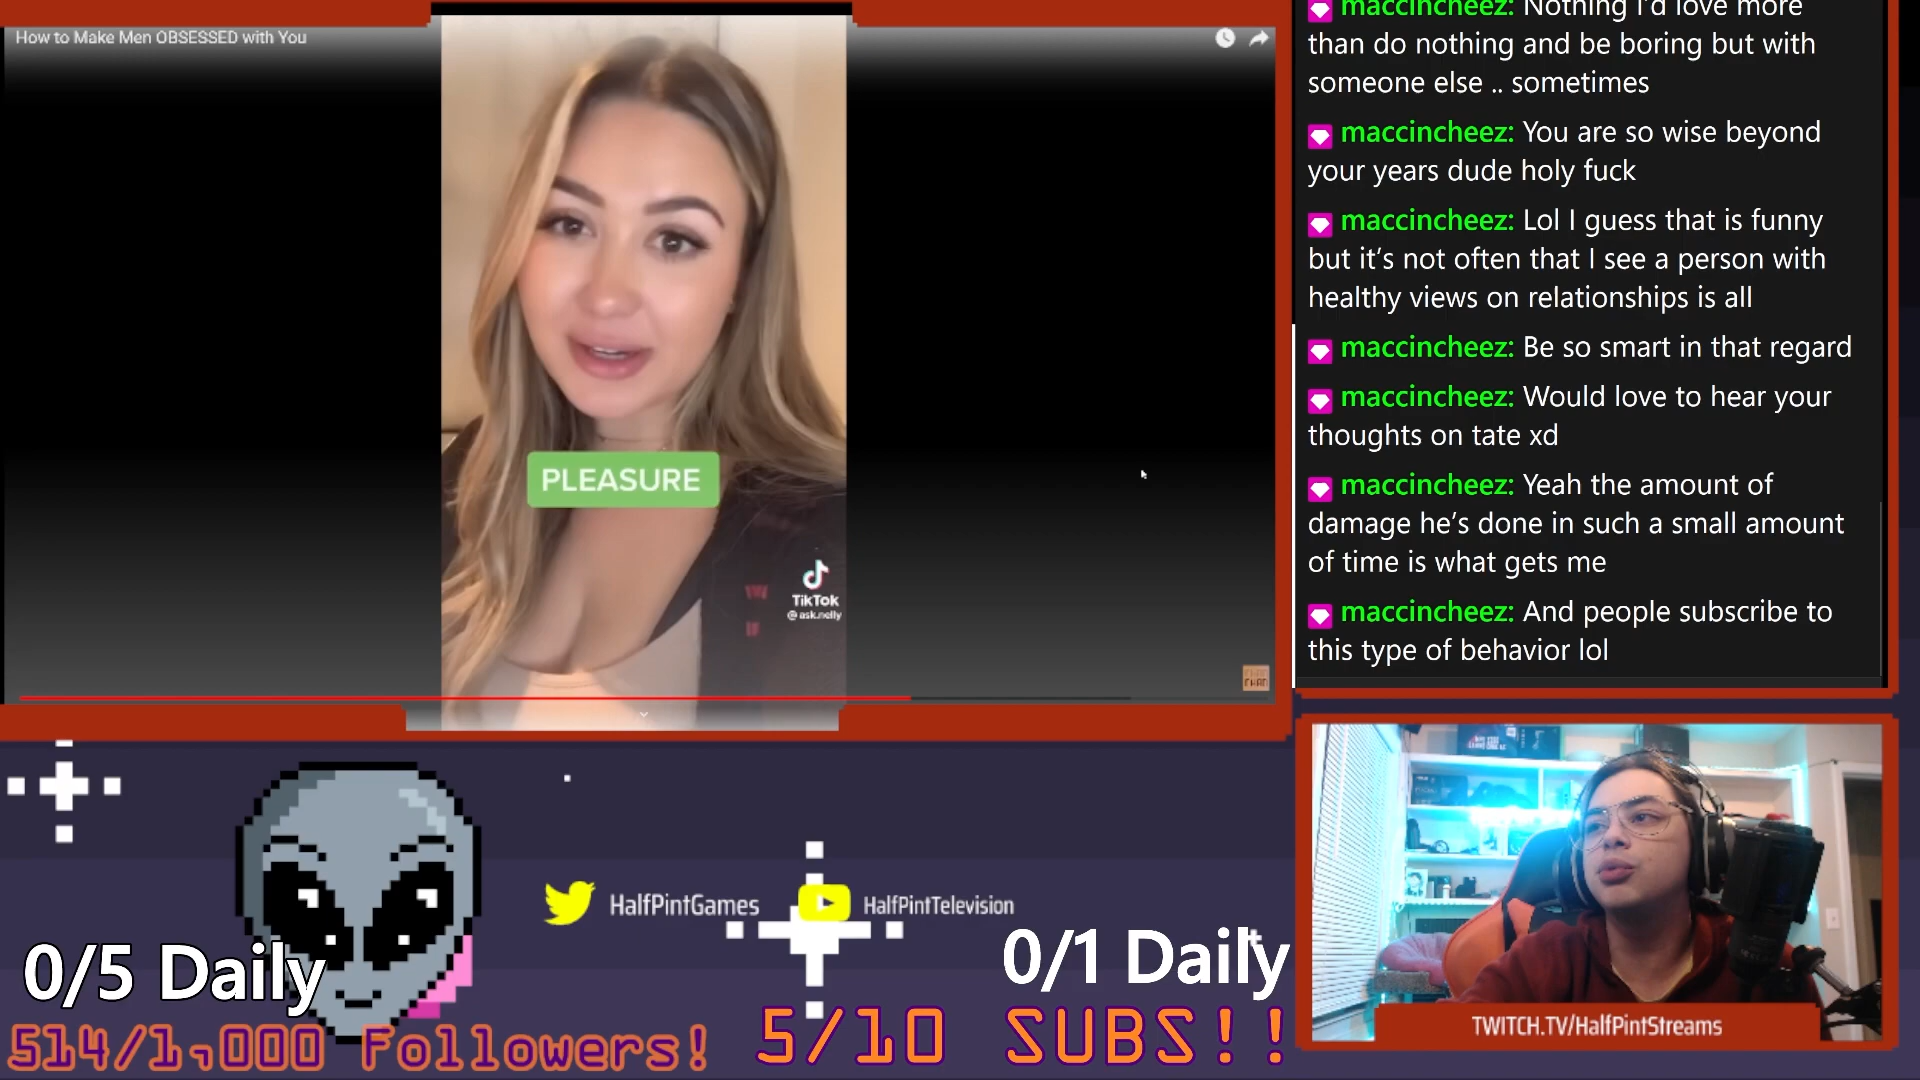 How to Make Men OBSESSED with You
PLEASURE
TikTok
@ask.nelly
maccincheez: Nothing I'd love more
than do nothing and be boring but with
someone else .. sometimes
maccincheez: You are so wise beyond
your years dude holy fuck
maccincheez: Lol I guess that is funny
but it's not often that I see a person with
healthy views on relationships is all
maccincheez: Be so smart in that regard
maccincheez: Would love to hear your
thoughts on tate xd
maccincheez: Yeah the amount of
damage he's done in such a small amount
of time is what gets me
maccincheez: And people subscribe to
this type of behavior lol
HalfPintGames
HalfPintTelevision
0/5 Daily
0/1 Daily
514/1,000 Followers!
5/10 SUBS!!
TWITCH.TV/HalfPintStreams